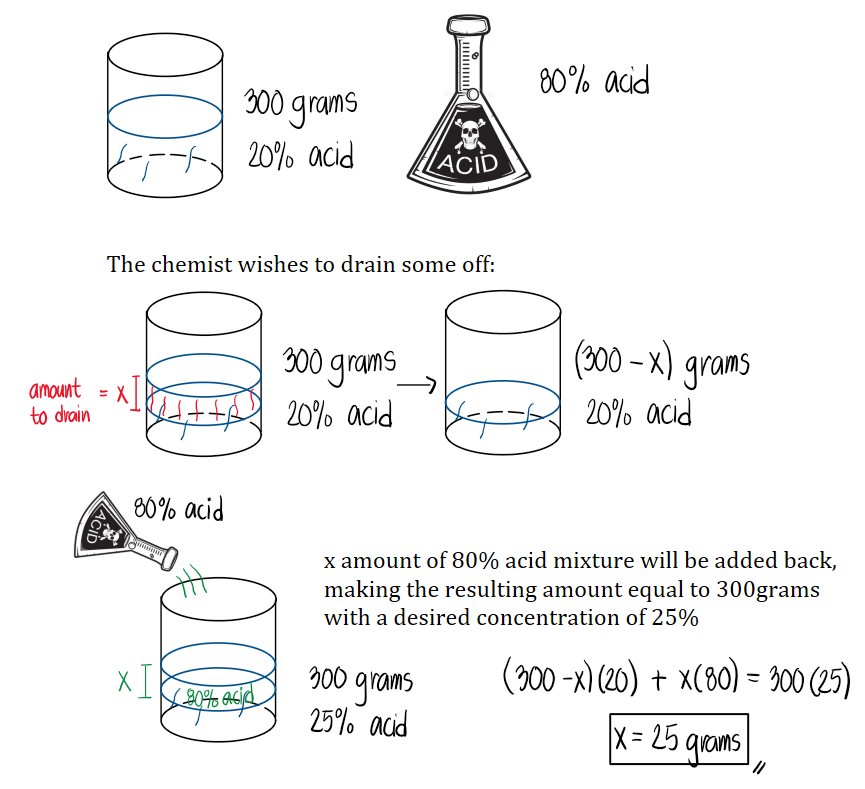 300 grams
20% acid
ACID
80% acid
The chemist wishes to drain some off:
amount = x
to drain
300 grams
20% acid
(300 - x) grams
20% acid
ACID
80% acid
x amount of 80% acid mixture will be added back,
making the resulting amount equal to 300grams
with a desired concentration of 25%
x
80% acid
300 grams
25% acid
(300 - x)(20) + x(80) = 300(25)
x = 25 grams